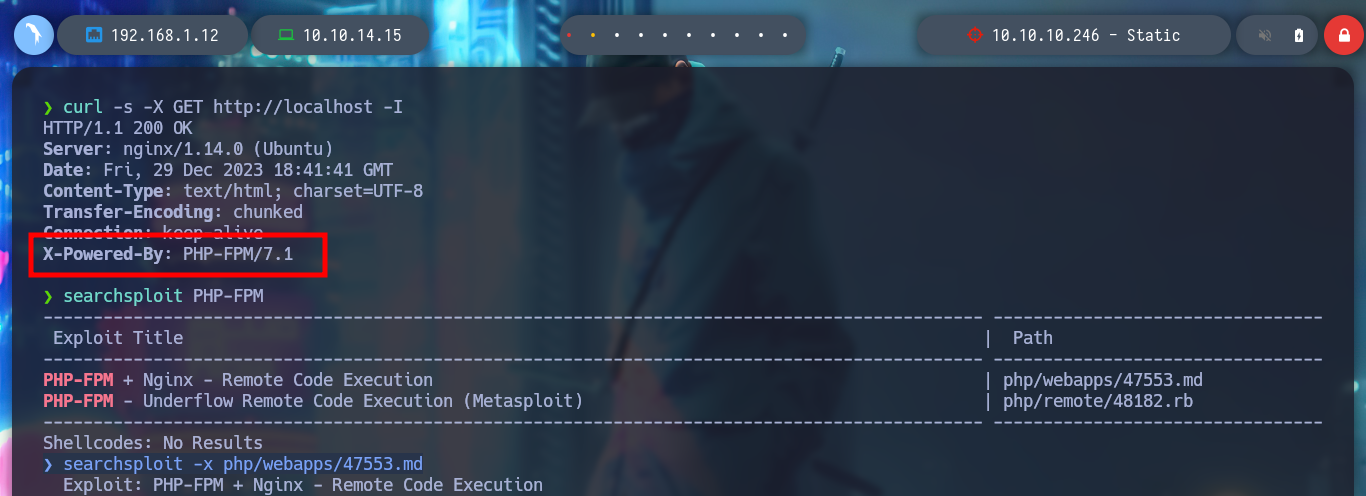 192.168.1.12 10.10.14.15 10.10.10.246 - Static
❯ curl -s -X GET http://localhost -I
HTTP/1.1 200 OK
Server: nginx/1.14.0 (Ubuntu)
Date: Fri, 29 Dec 2023 18:41:41 GMT
Content-Type: text/html; charset=UTF-8
Transfer-Encoding: chunked
Connection: keep-alive
X-Powered-By: PHP-FPM/7.1
❯ searchsploit PHP-FPM
---------------------------------------------------------------------------------------------- ---------------------------------
Exploit Title | Path
---------------------------------------------------------------------------------------------- ---------------------------------
PHP-FPM + Nginx - Remote Code Execution | php/webapps/47553.md
PHP-FPM - Underflow Remote Code Execution (Metasploit) | php/remote/48182.rb
---------------------------------------------------------------------------------------------- ---------------------------------
Shellcodes: No Results
❯ searchsploit -x php/webapps/47553.md
Exploit: PHP-FPM + Nginx - Remote Code Execution